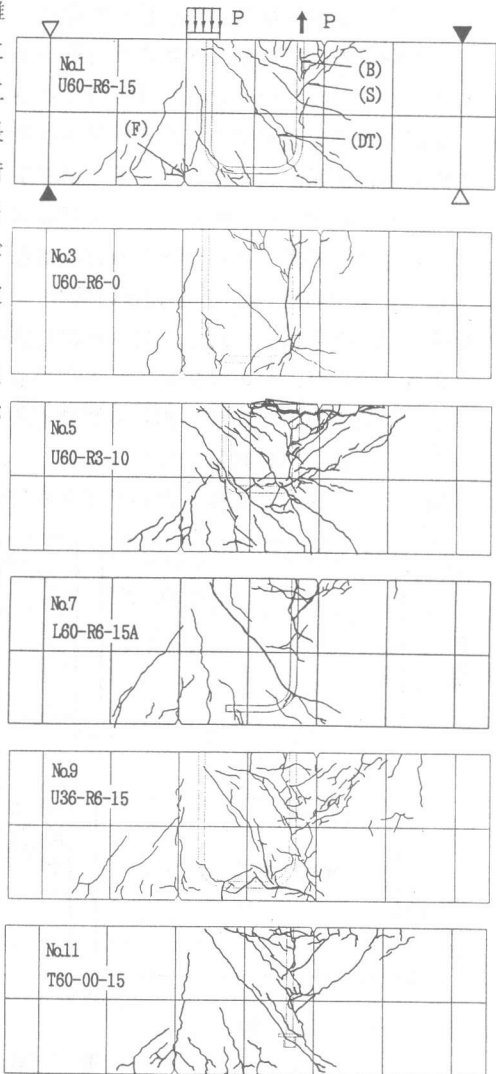 P
P
No.1
U60-R6-15
(B)
(S)
(F)
(DT)
No.3
U60-R6-0
No.5
U60-R3-10
No.7
L60-R6-15A
No.9
U36-R6-15
No.11
T60-00-15